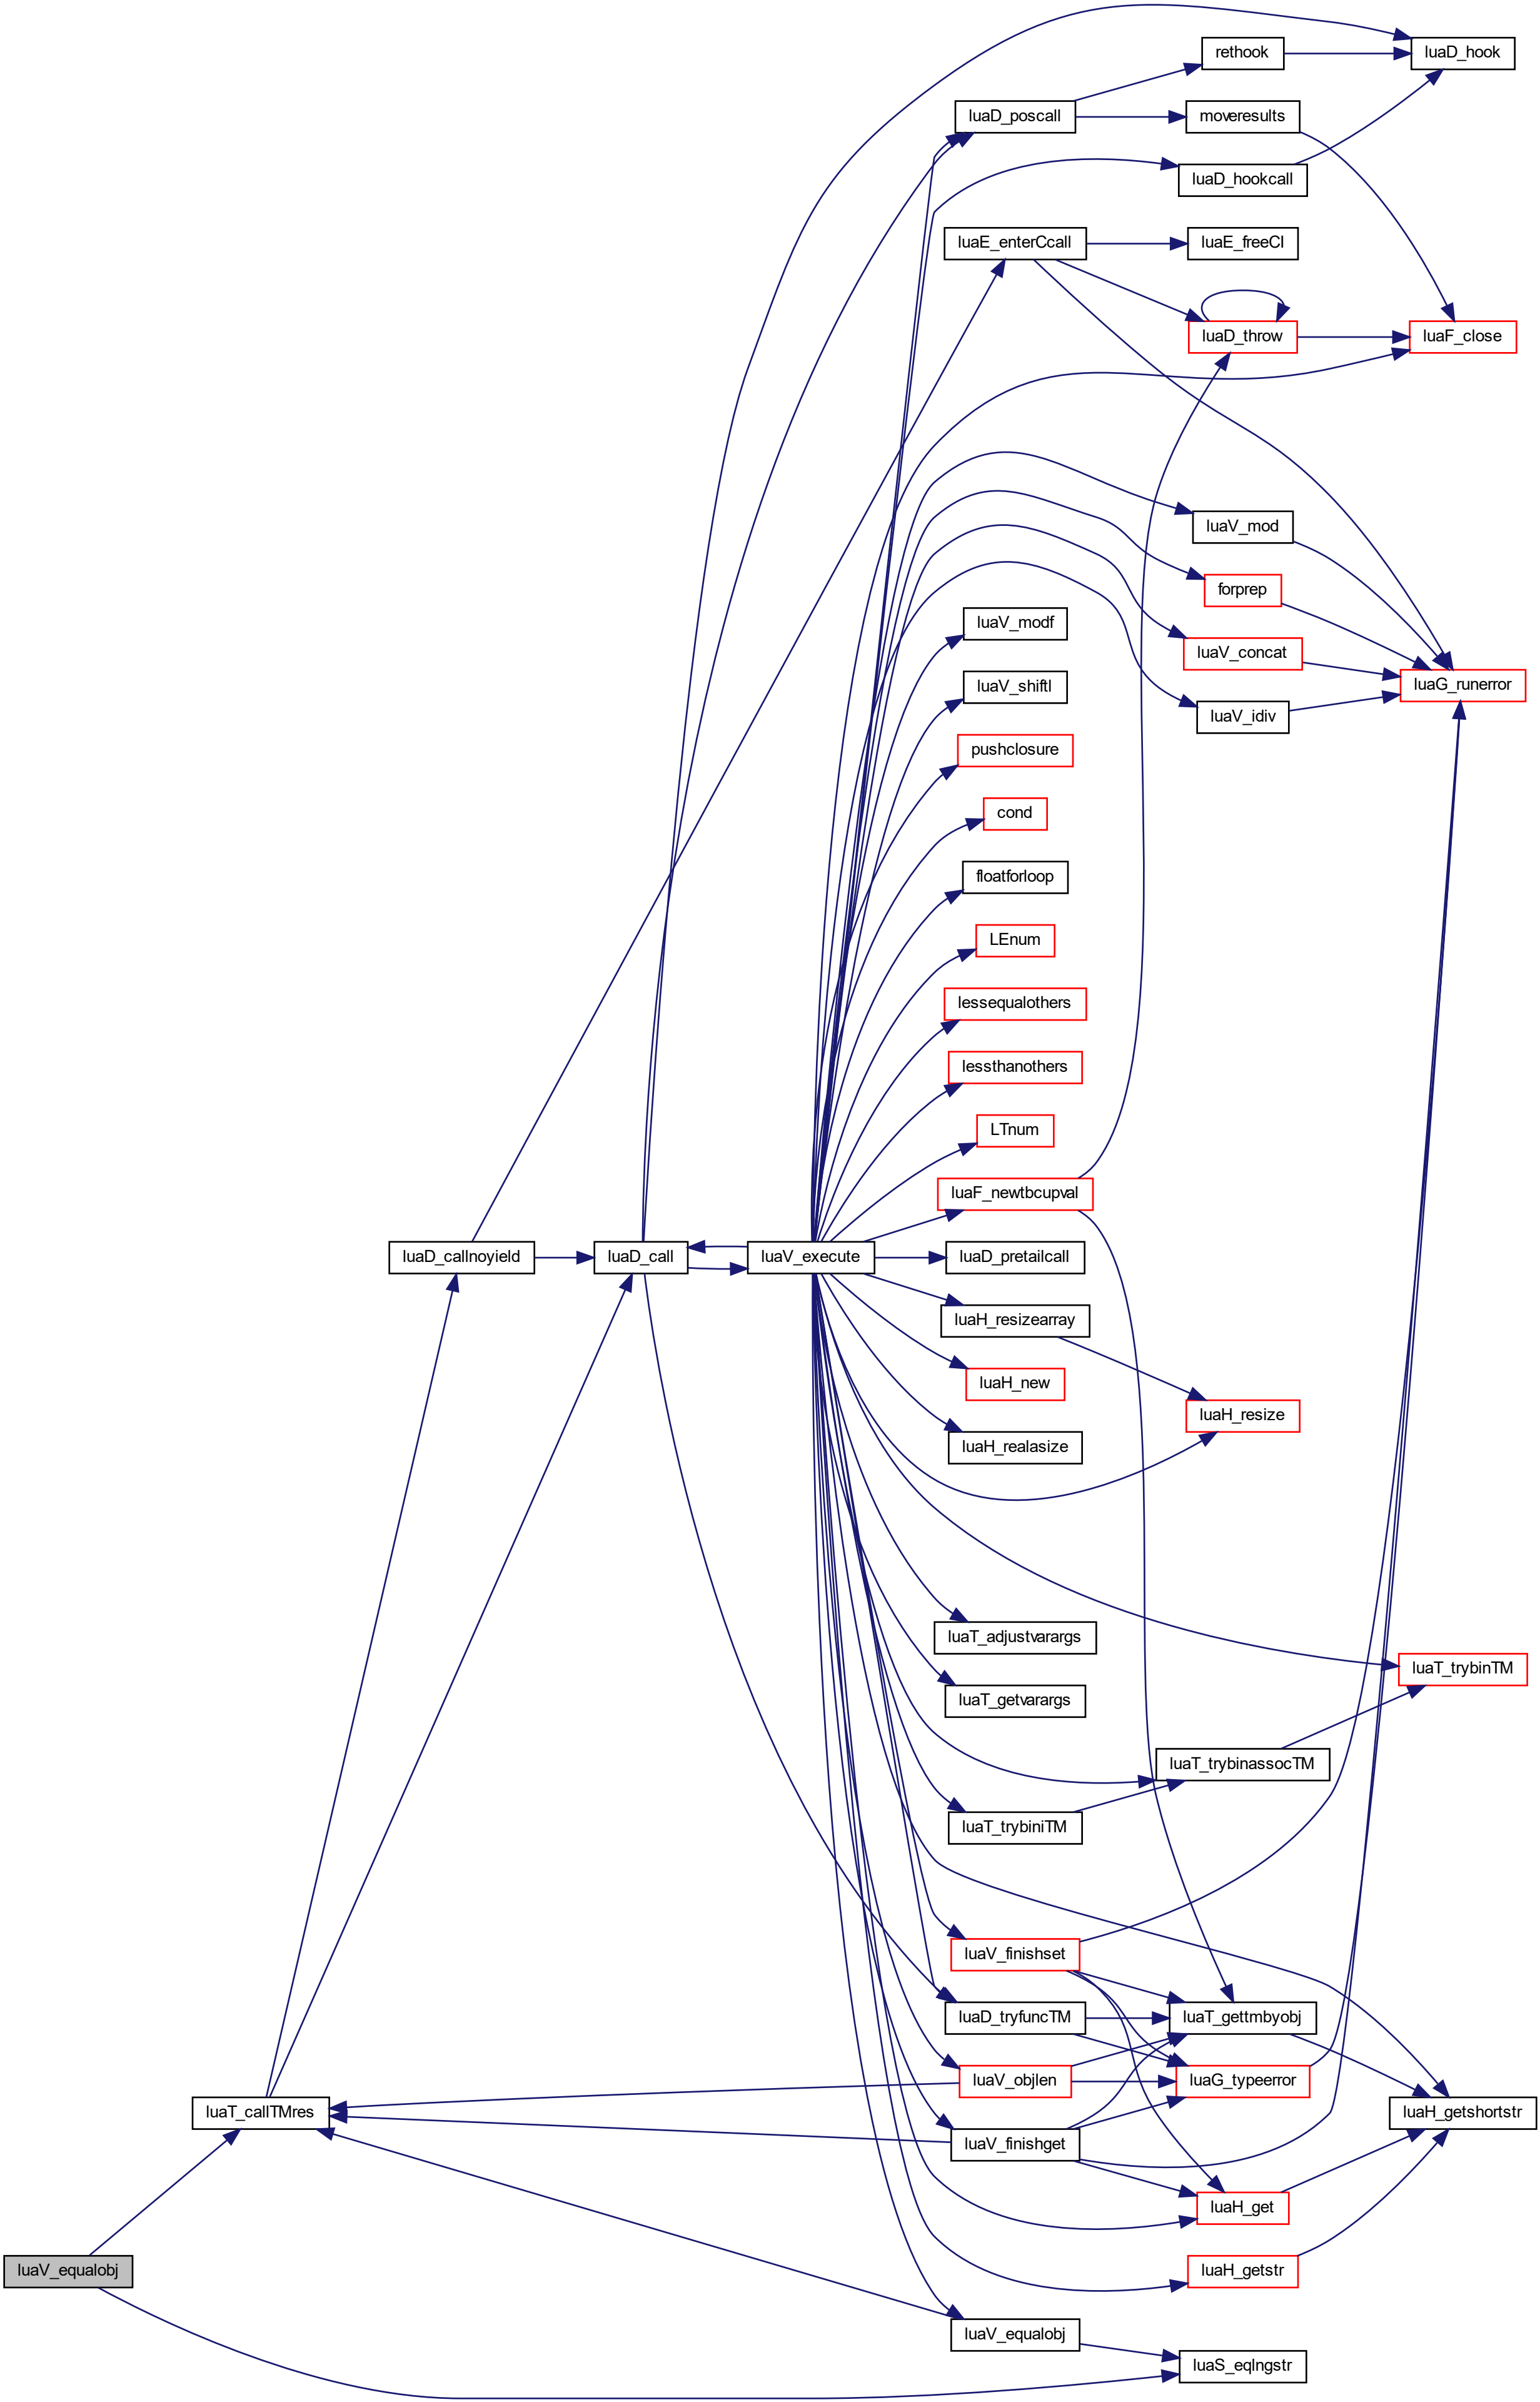 rethook
luaD_hook
luaD_poscall
moveresults
luaD_hookcall
luaE_enterCcall
luaE_freeCI
luaD_throw
luaF_close
luaV_mod
forprep
luaV_modf
luaV_concat
luaV_shiftl
luaG_runerror
luaV_idiv
pushclosure
cond
floatforloop
LEnum
lessequalothers
lessthanothers
LTnum
luaF_newtbcupval
luaD_callnoyield
luaD_call
luaV_execute
luaD_pretailcall
luaH_resizearray
luaH_new
luaH_resize
luaH_realasize
luaT_adjustvarargs
luaT_trybinTM
luaT_getvarargs
luaT_trybinassocTM
luaT_trybiniTM
luaV_finishset
luaD_tryfuncTM
luaT_gettmbyobj
luaV_objlen
luaG_typeerror
luaT_callTMres
luaH_getshortstr
luaV_finishget
luaH_get
luaV_equalobj
luaH_getstr
luaV_equalobj
luaS_eqlngstr